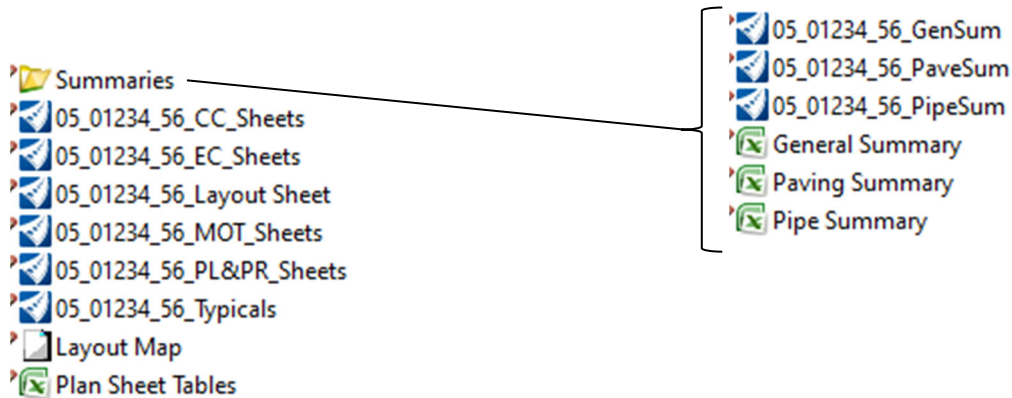 Summaries
05_01234_56_CC_Sheets
05_01234_56_EC_Sheets
05_01234_56_Layout Sheet
05_01234_56_MOT_Sheets
05_01234_56_PL&PR_Sheets
05_01234_56_Typicals
Layout Map
Plan Sheet Tables
05_01234_56_GenSum
05_01234_56_PaveSum
05_01234_56_PipeSum
General Summary
Paving Summary
Pipe Summary